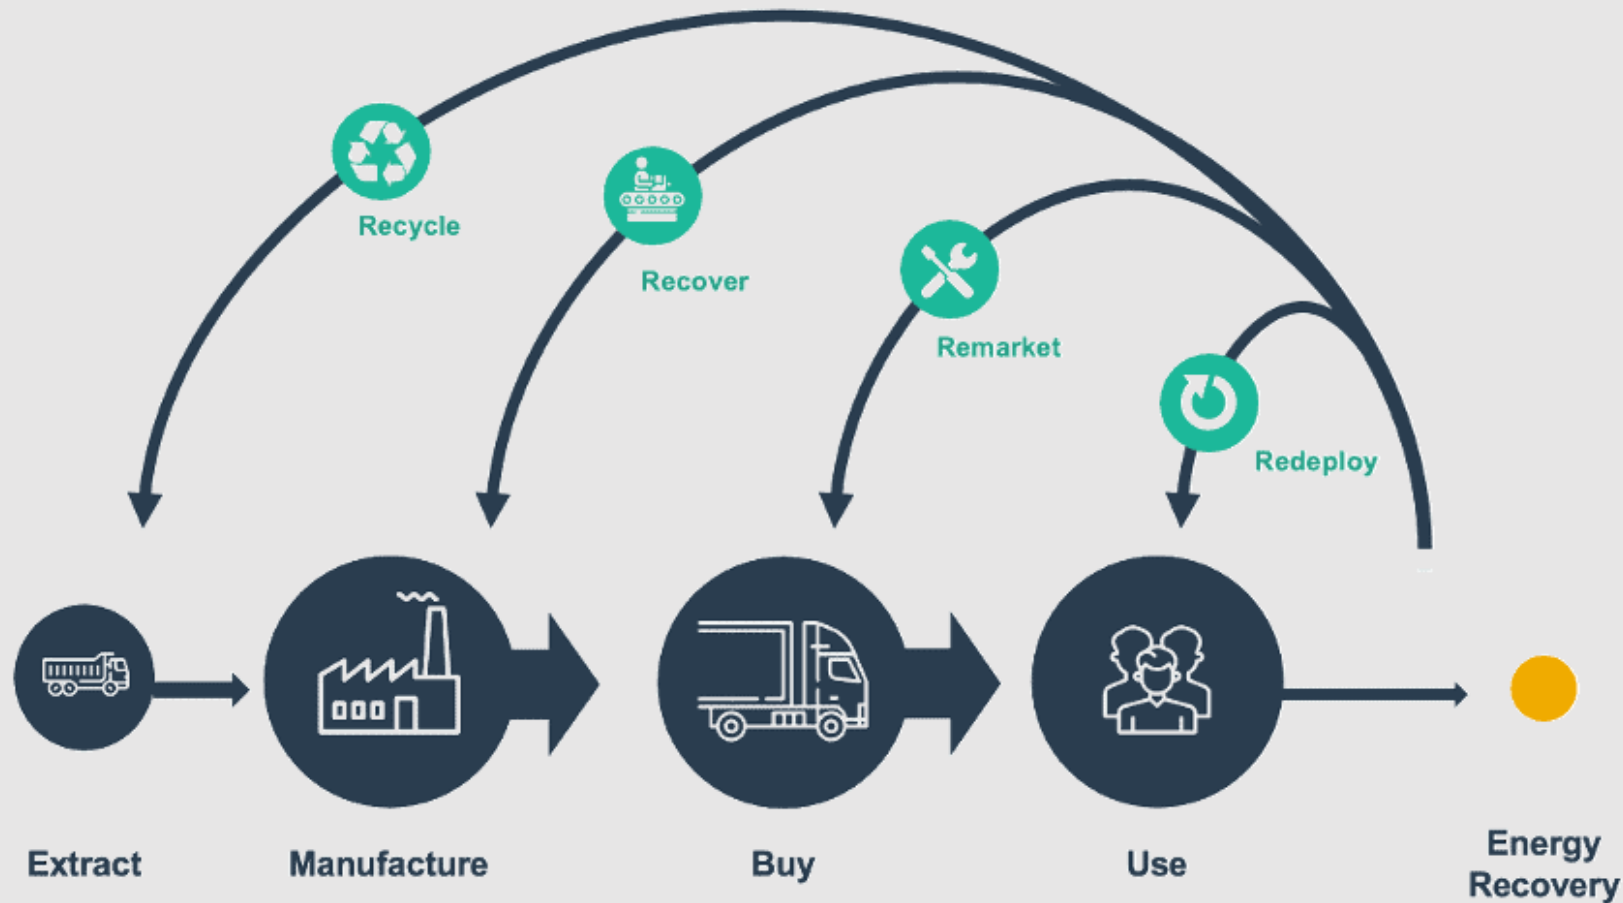 Recycle
Recover
Remarket
Redeploy
Extract
Manufacture
Buy
Use
Energy
Recovery